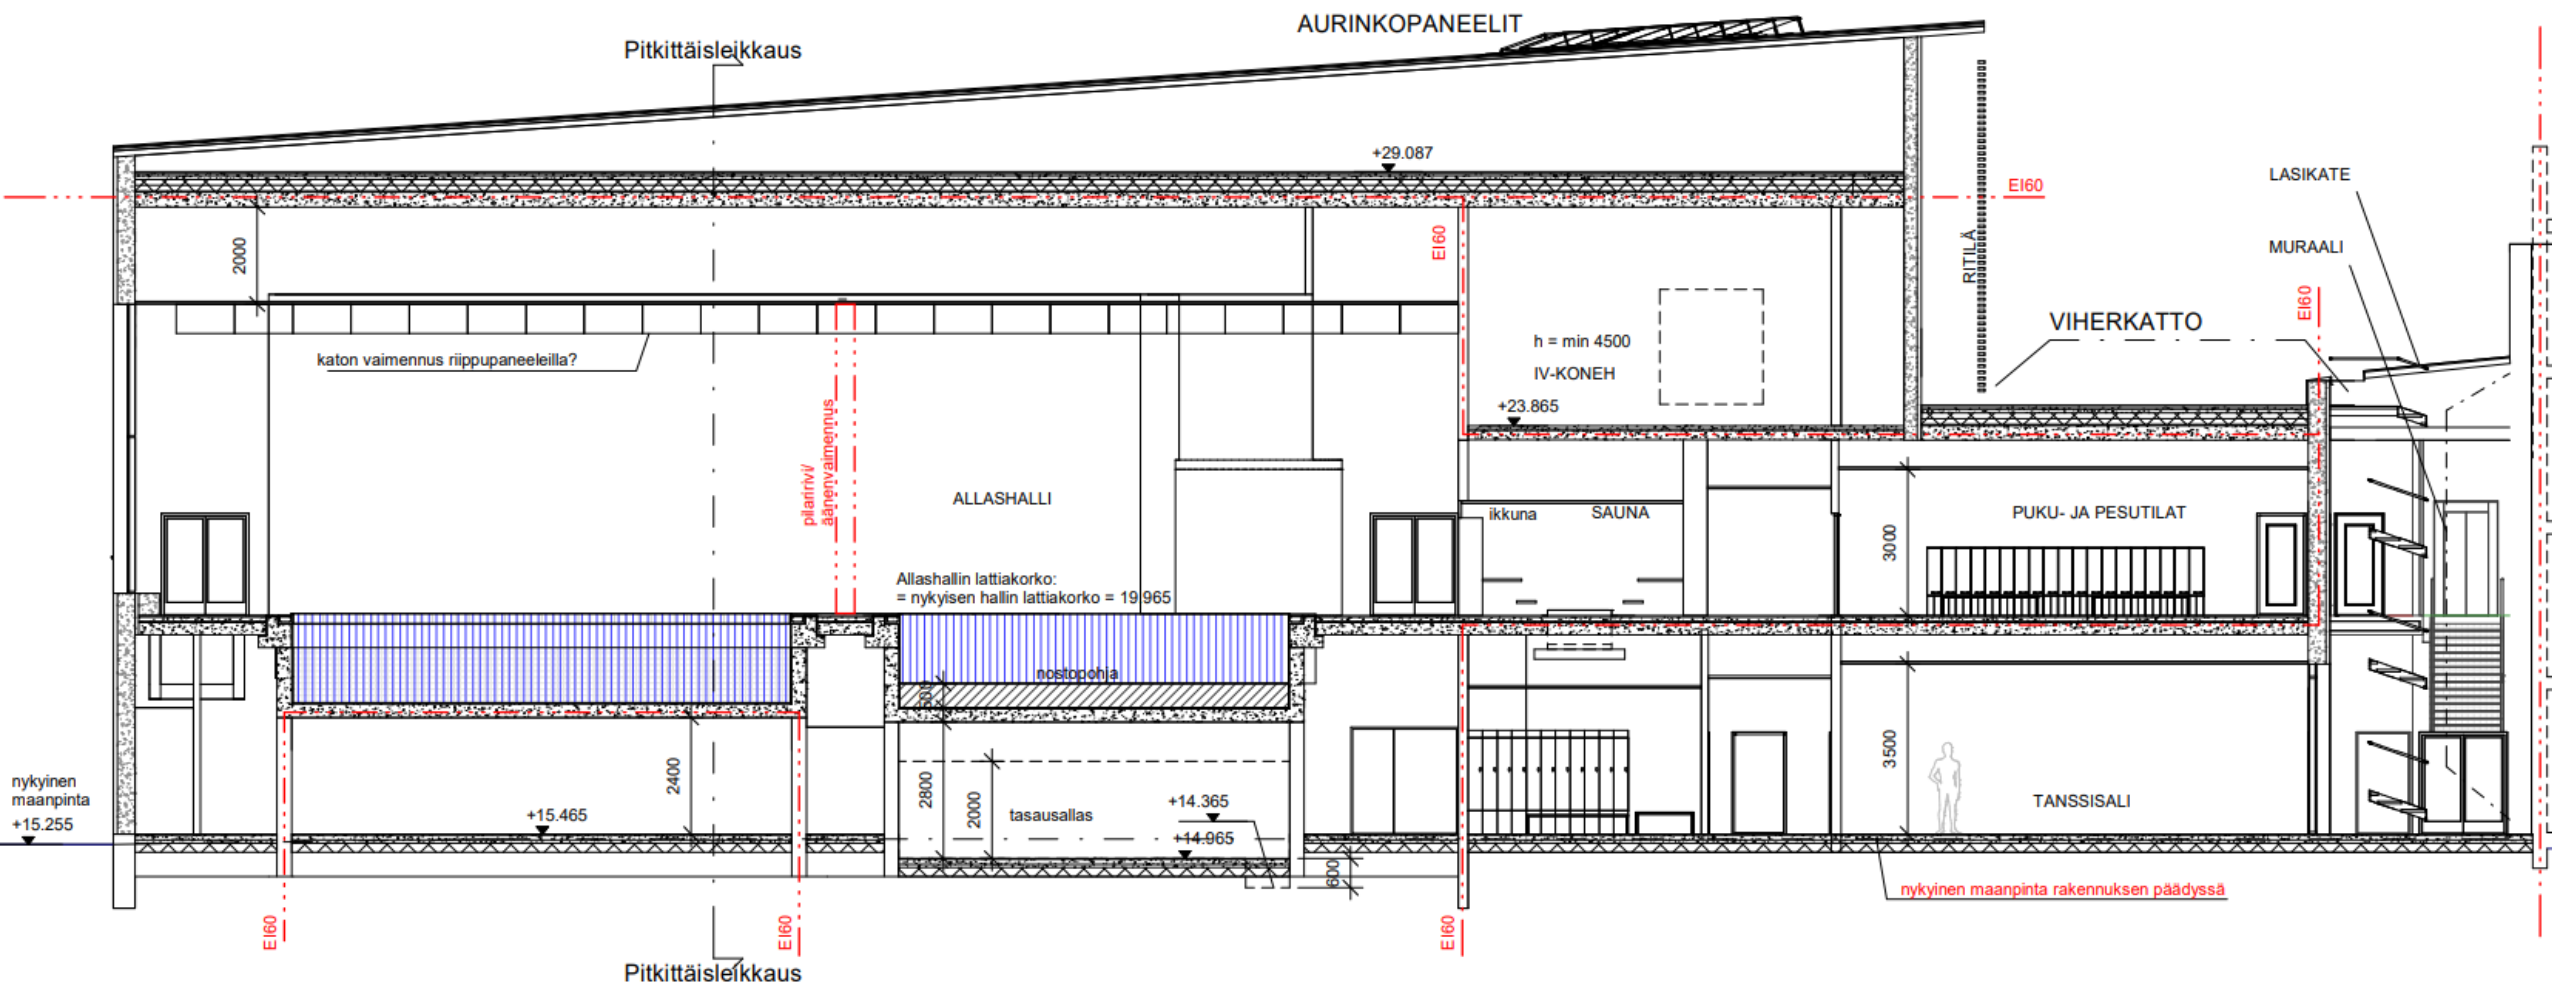 AURINKOPANEELIT
Pitkittäisleikkaus
+29.087
LASIKATE
EI60
MURAALI
EI60
RITILÄ
2000
EI60
VIHERKATTO
h = min 4500
katon vaimennus riippupaneeleilla?
IV-KONEH
+23.865
pilaririvi/
äänenvaimennus
ALLASHALLI
ikkuna
SAUNA
PUKU- JA PESUTILAT
3000
Allashallin lattiakorko:
= nykyisen hallin lattiakorko = 19.965
nostopohja
500
3500
2400
2800
2000
nykyinen
maanpinta
+15.255
+15.465
tasausallas
+14.365
+14.965
TANSSISALI
600
nykyinen maanpinta rakennuksen päädyssä
EI60
EI60
EI60
Pitkittäisleikkaus